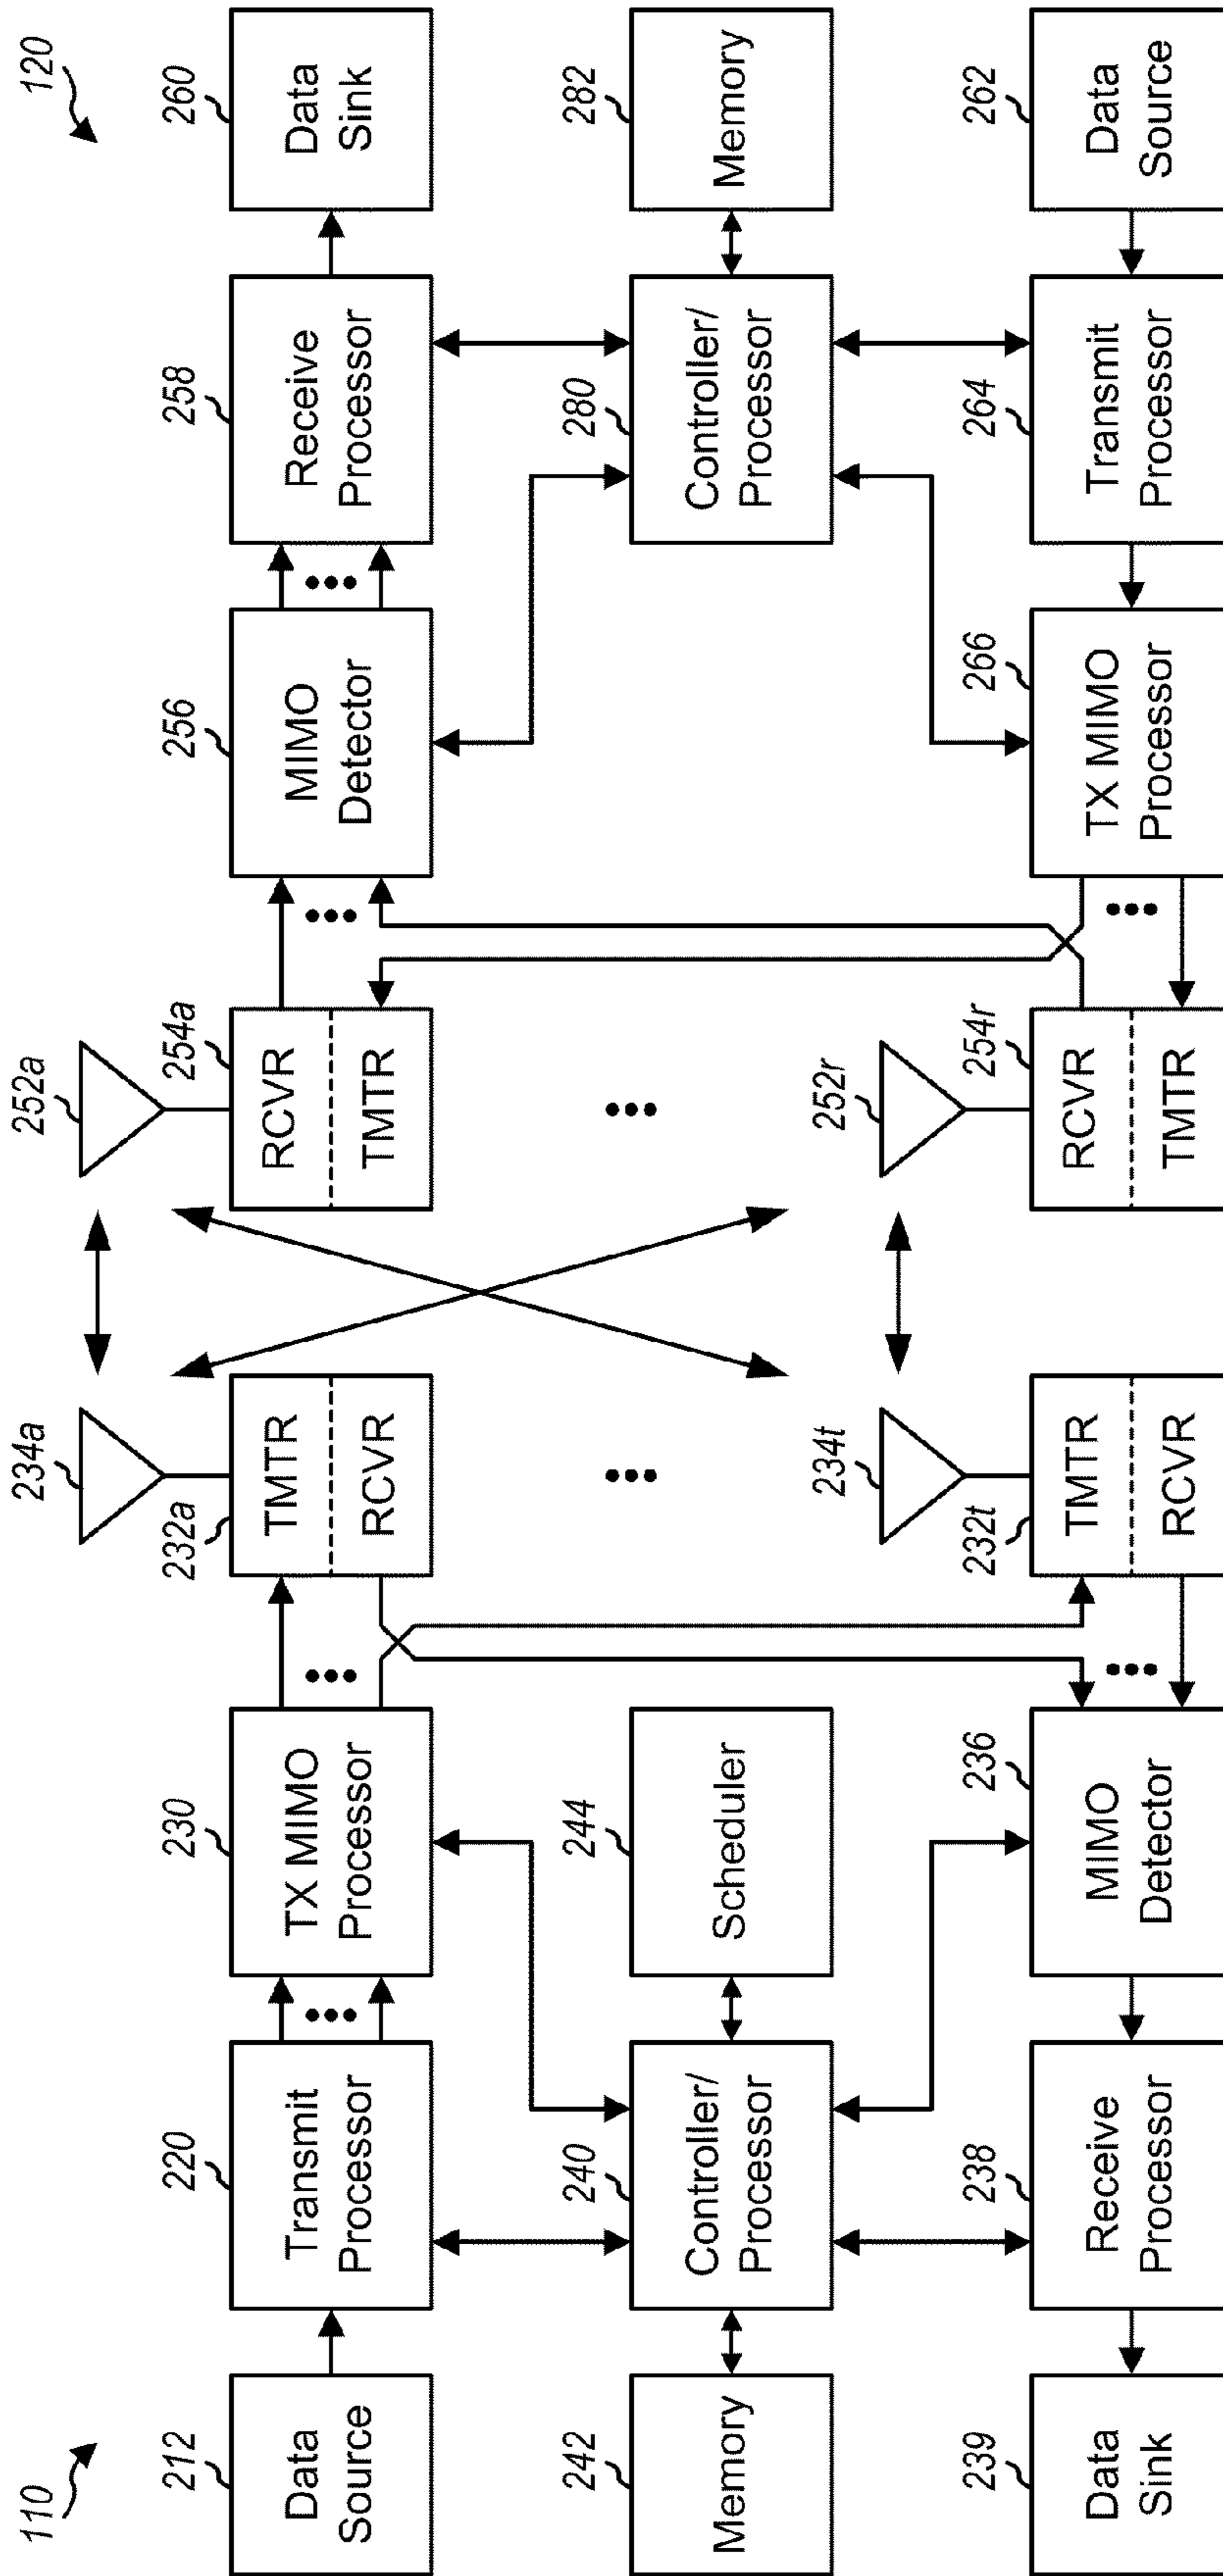 110
120
212
Data
Source
220
Transmit
Processor
230
TX MIMO
Processor
232a
TMTR
RCVR
234a
252a
254a
RCVR
TMTR
256
MIMO
Detector
258
Receive
Processor
260
Data
Sink
242
Memory
240
Controller/
Processor
244
Scheduler
280
Controller/
Processor
282
Memory
239
Data
Sink
238
Receive
Processor
236
MIMO
Detector
232t
TMTR
RCVR
234t
252r
254r
RCVR
TMTR
266
TX MIMO
Processor
264
Transmit
Processor
262
Data
Source